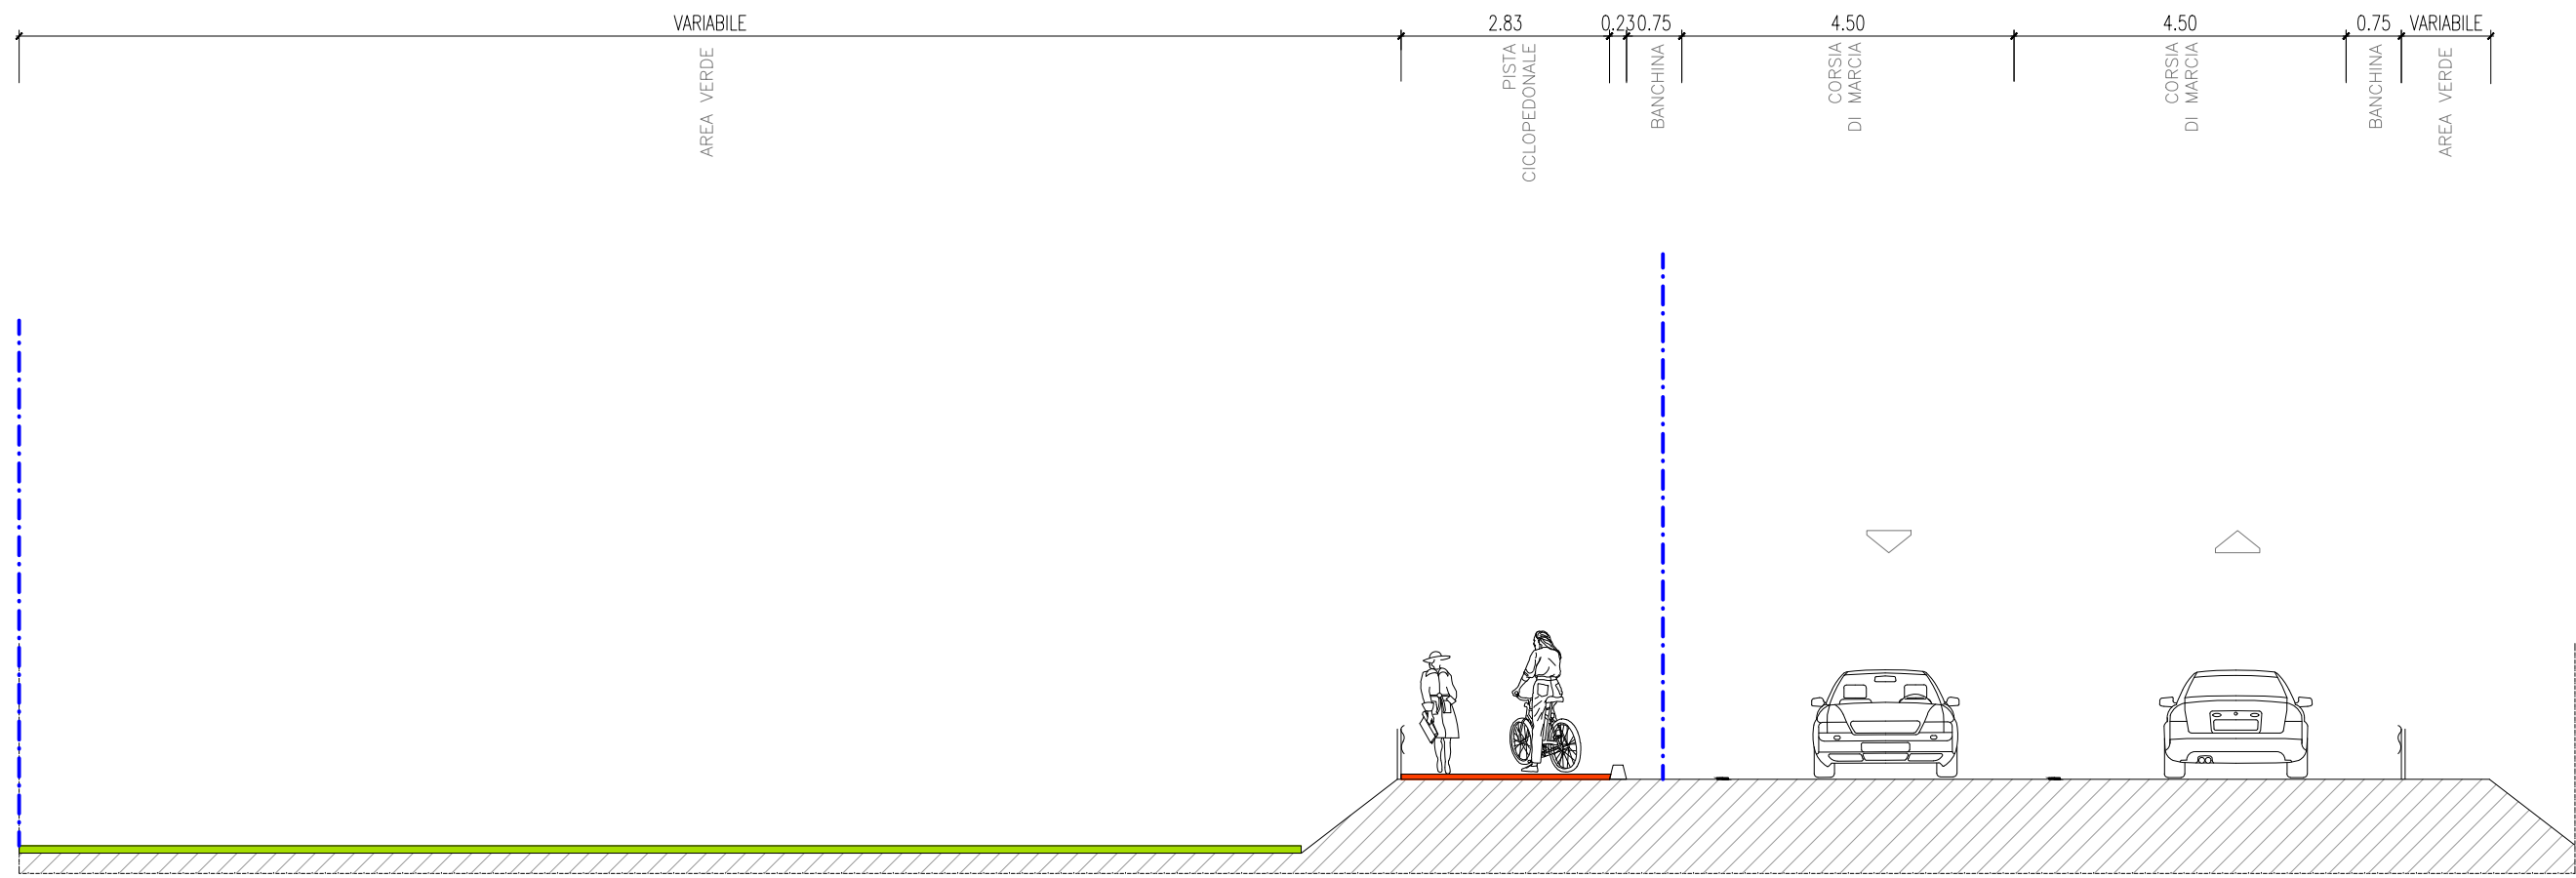 VARIABILE
2.83
0.23
0.75
4.50
4.50
0.75
VARIABILE
AREA VERDE
PISTA
CICLOPEDONALE
BANCHINA
CORSIA
DI MARCIA
CORSIA
DI MARCIA
BANCHINA
AREA VERDE